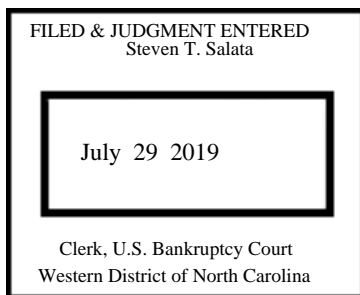 FILED & JUDGMENT ENTERED
Steven T. Salata
July 29 2019
Clerk, U.S. Bankruptcy Court
Western District of North Carolina